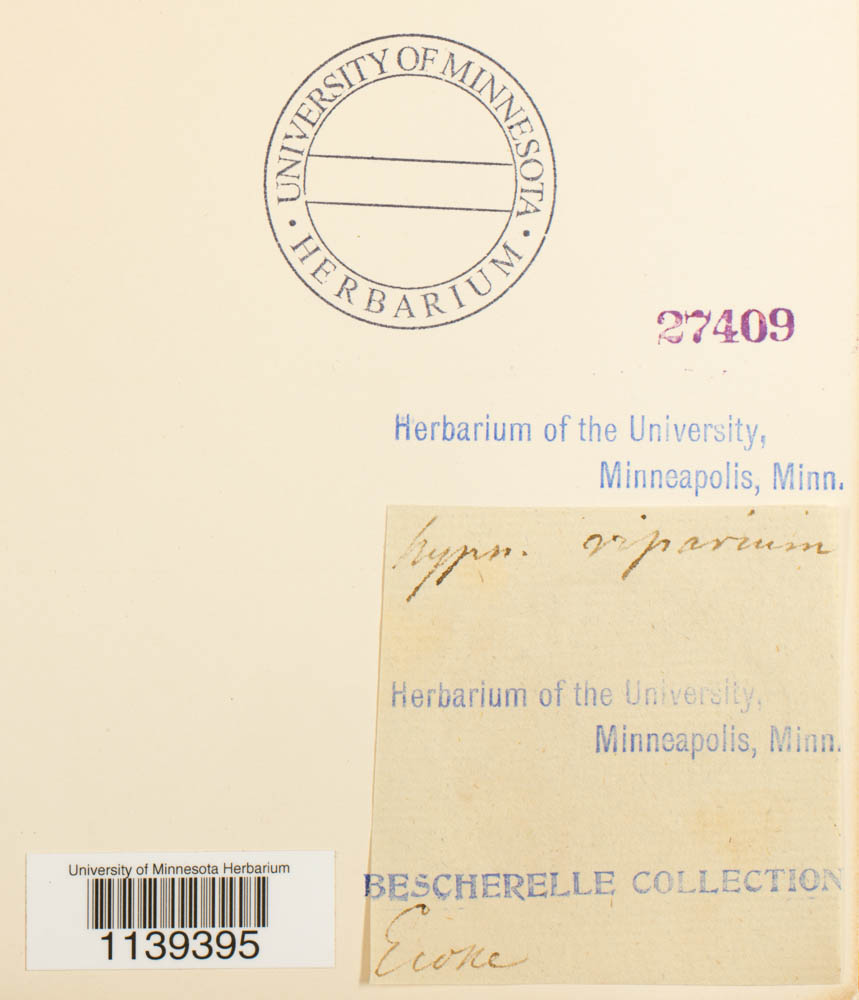 UNIVERSITY OF MINNESOTA
· HERBARIUM ·
27409
Herbarium of the University,
Minneapolis, Minn.
hypn. riparium
Herbarium of the University,
Minneapolis, Minn.
BESCHERELLE COLLECTION
University of Minnesota Herbarium
1139395